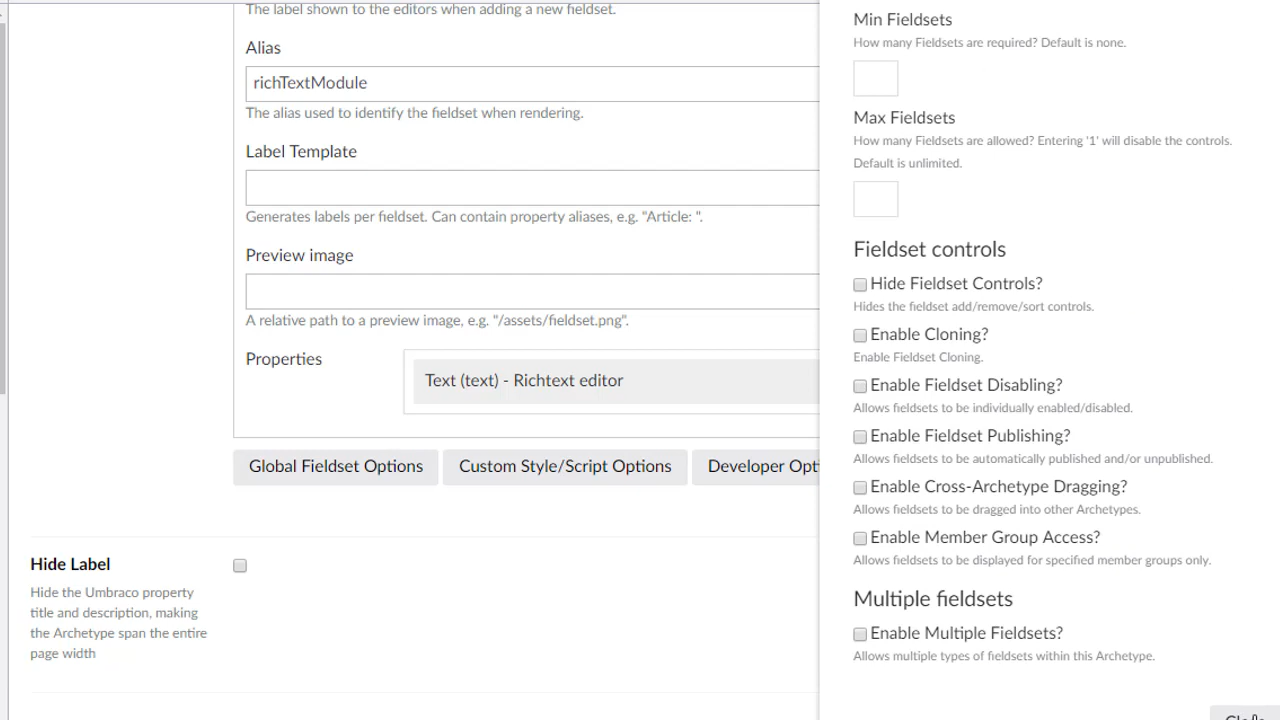 The label shown to the editors when adding a new fieldset.
Alias
richTextModule
The alias used to identify the fieldset when rendering.
Label Template
Generates labels per fieldset. Can contain property aliases, e.g. "Article: ".
Preview image
A relative path to a preview image, e.g. "/assets/fieldset.png".
Properties
Text (text) - Richtext editor
Global Fieldset Options
Custom Style/Script Options
Developer Opti
Hide Label
Hide the Umbraco property
title and description, making
the Archetype span the entire
page width
Min Fieldsets
How many Fieldsets are required? Default is none.
Max Fieldsets
How many Fieldsets are allowed? Entering '1' will disable the controls.
Default is unlimited.
Fieldset controls
Hide Fieldset Controls?
Hides the fieldset add/remove/sort controls.
Enable Cloning?
Enable Fieldset Cloning.
Enable Fieldset Disabling?
Allows fieldsets to be individually enabled/disabled.
Enable Fieldset Publishing?
Allows fieldsets to be automatically published and/or unpublished.
Enable Cross-Archetype Dragging?
Allows fieldsets to be dragged into other Archetypes.
Enable Member Group Access?
Allows fieldsets to be displayed for specified member groups only.
Multiple fieldsets
Enable Multiple Fieldsets?
Allows multiple types of fieldsets within this Archetype.